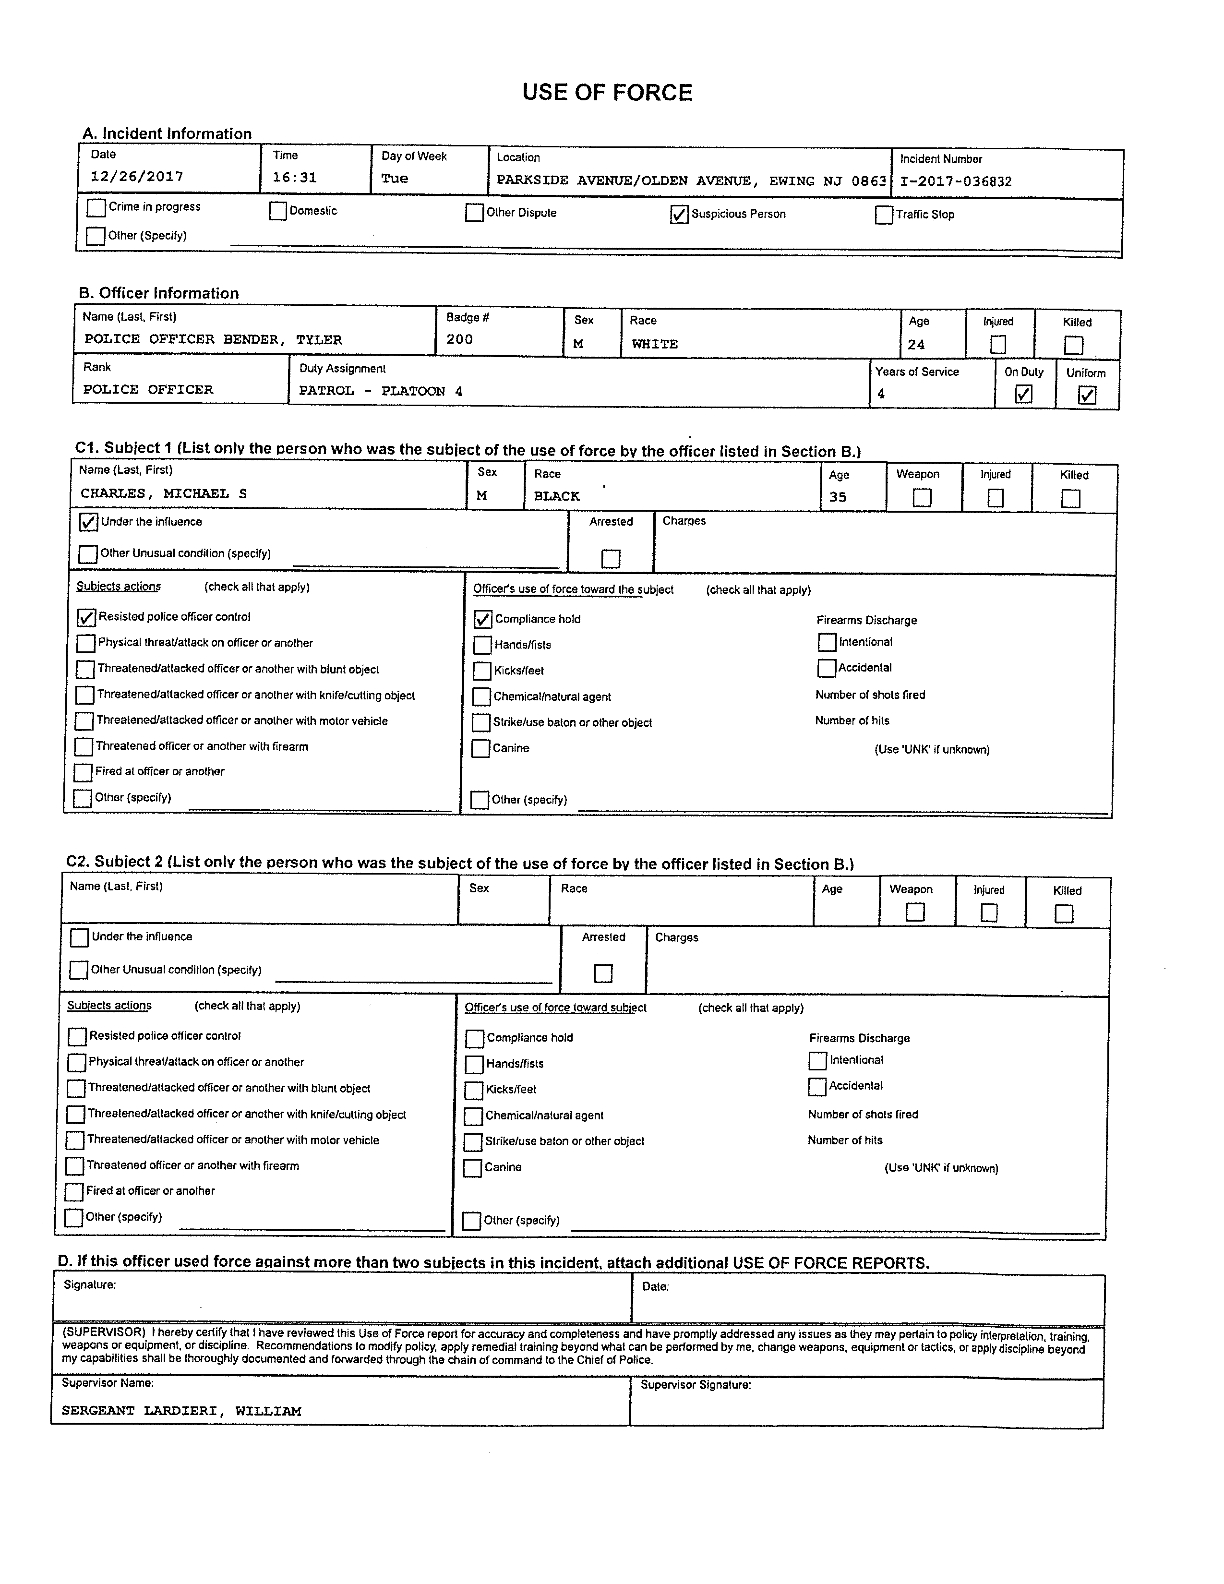 USE OF FORCE
A. Incident Information
Date Time Day of Week Location Incident Number
12/26/2017 16:31 Tue PARKSIDE AVENUE/OLDEN AVENUE, EWING NJ 0863 I-2017-036832
Crime in progress Domestic Other Dispute Suspicious Person Traffic Stop
Other (Specify)
B. Officer Information
Name (Last, First) Badge # Sex Race Age Injured Killed
POLICE OFFICER BENDER, TYLER 200 M WHITE 24
Rank Duty Assignment Years of Service On Duty Uniform
POLICE OFFICER PATROL - PLATOON 4 4
C1. Subject 1 (List only the person who was the subject of the use of force by the officer listed in Section B.)
Name (Last, First) Sex Race Age Weapon Injured Killed
CHARLES, MICHAEL S M BLACK 35
Under the influence Arrested Charges
Other Unusual condition (specify)
Subjects actions (check all that apply) Officer's use of force toward the subject (check all that apply)
Resisted police officer control Compliance hold Firearms Discharge
Physical threat/attack on officer or another Hands/fists Intentional
Threatened/attacked officer or another with blunt object Kicks/feet Accidental
Threatened/attacked officer or another with knife/cutting object Chemical/natural agent Number of shots fired
Threatened/attacked officer or another with motor vehicle Strike/use baton or other object Number of hits
Threatened officer or another with firearm Canine (Use 'UNK' if unknown)
Fired at officer or another
Other (specify) Other (specify)
C2. Subject 2 (List only the person who was the subject of the use of force by the officer listed in Section B.)
Name (Last, First) Sex Race Age Weapon Injured Killed
Under the influence Arrested Charges
Other Unusual condition (specify)
Subjects actions (check all that apply) Officer's use of force toward subject (check all that apply)
Resisted police officer control Compliance hold Firearms Discharge
Physical threat/attack on officer or another Hands/fists Intentional
Threatened/attacked officer or another with blunt object Kicks/feet Accidental
Threatened/attacked officer or another with knife/cutting object Chemical/natural agent Number of shots fired
Threatened/attacked officer or another with motor vehicle Strike/use baton or other object Number of hits
Threatened officer or another with firearm Canine (Use 'UNK' if unknown)
Fired at officer or another
Other (specify) Other (specify)
D. If this officer used force against more than two subjects in this incident, attach additional USE OF FORCE REPORTS.
Signature: Date:
(SUPERVISOR) I hereby certify that I have reviewed this Use of Force report for accuracy and completeness and have promptly addressed any issues as they may pertain to policy interpretation, training,
weapons or equipment, or discipline. Recommendations to modify policy, apply remedial training beyond what can be performed by me, change weapons, equipment or tactics, or apply discipline beyond
my capabilities shall be thoroughly documented and forwarded through the chain of command to the Chief of Police.
Supervisor Name: Supervisor Signature:
SERGEANT LARDIERI, WILLIAM